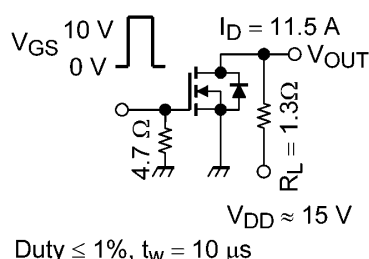 V_GS 10 V
0 V
I_D = 11.5 A
V_OUT
4.7 Ω
R_L = 1.3Ω
V_DD ≈ 15 V
Duty ≤ 1%, t_w = 10 μs